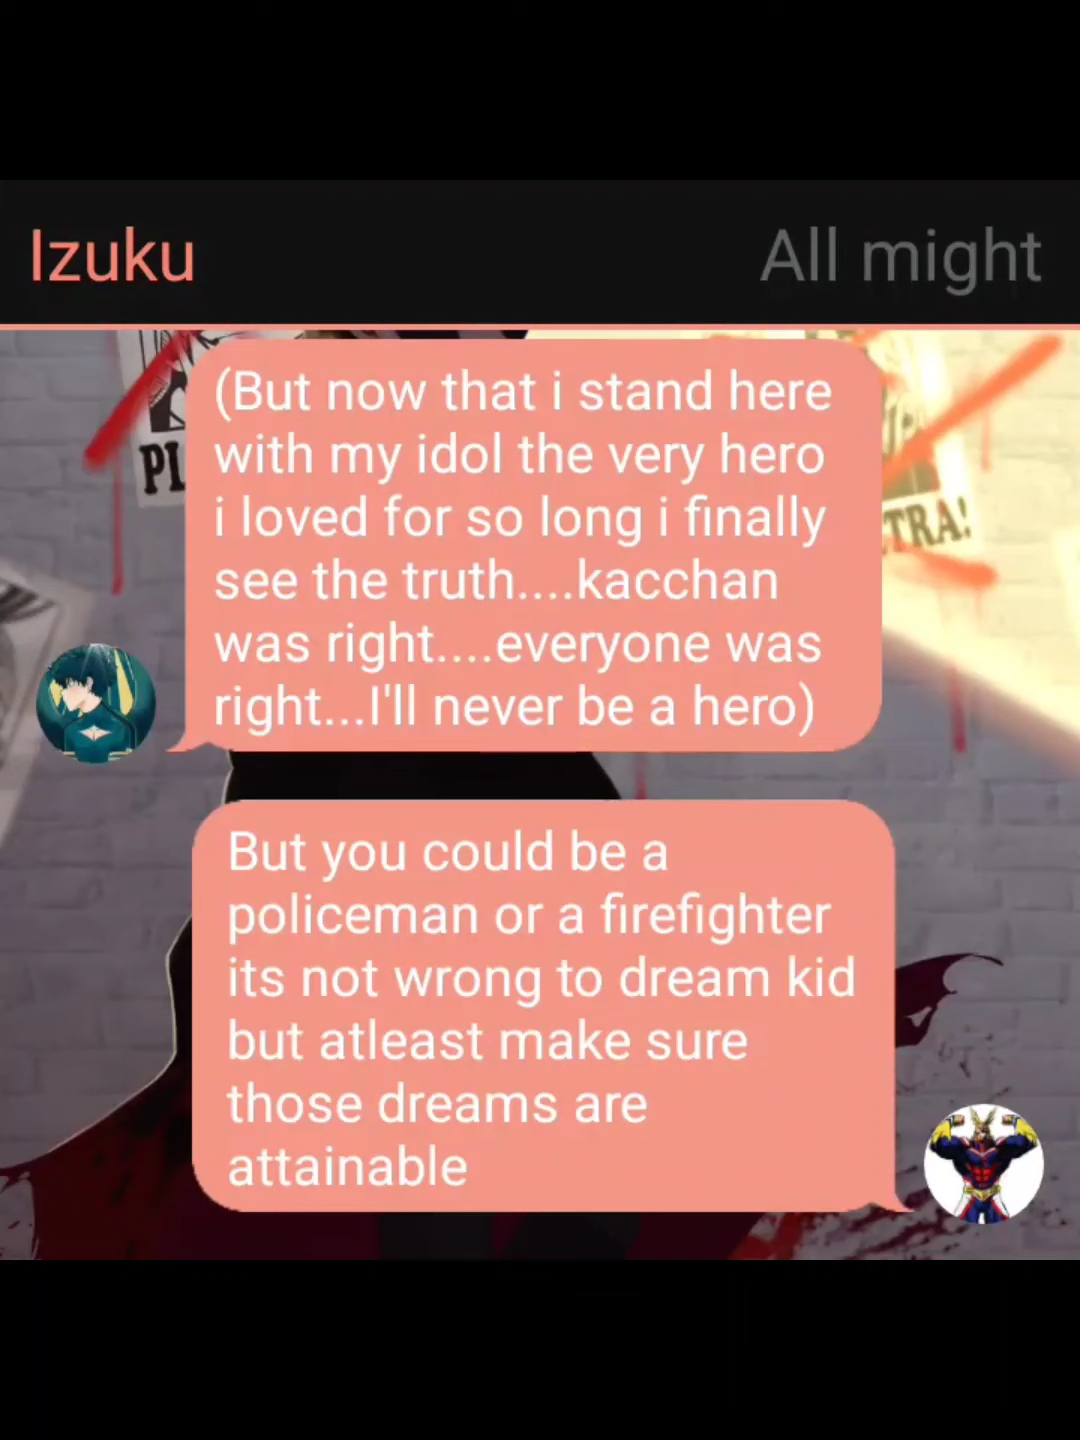 Izuku
All might
PL
TRA!
(But now that i stand here
with my idol the very hero
i loved for so long i finally
see the truth....kacchan
was right....everyone was
right...I'll never be a hero)
But you could be a
policeman or a firefighter
its not wrong to dream kid
but atleast make sure
those dreams are
attainable